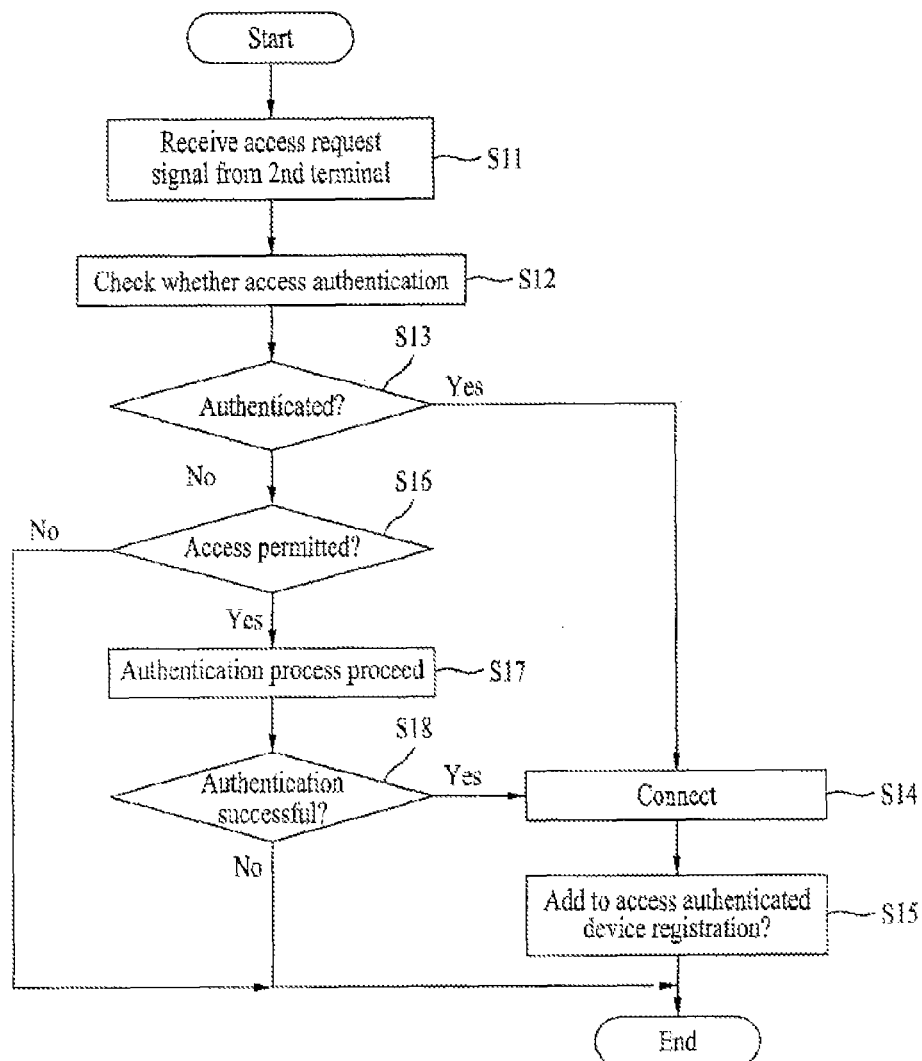 Start
Receive access request
signal from 2nd terminal
S11
Check whether access authentication
S12
S13
Authenticated?
Yes
No
S16
Access permitted?
No
Yes
Authentication process proceed
S17
S18
Authentication
successful?
Yes
No
Connect
S14
Add to access authenticated
device registration?
S15
End